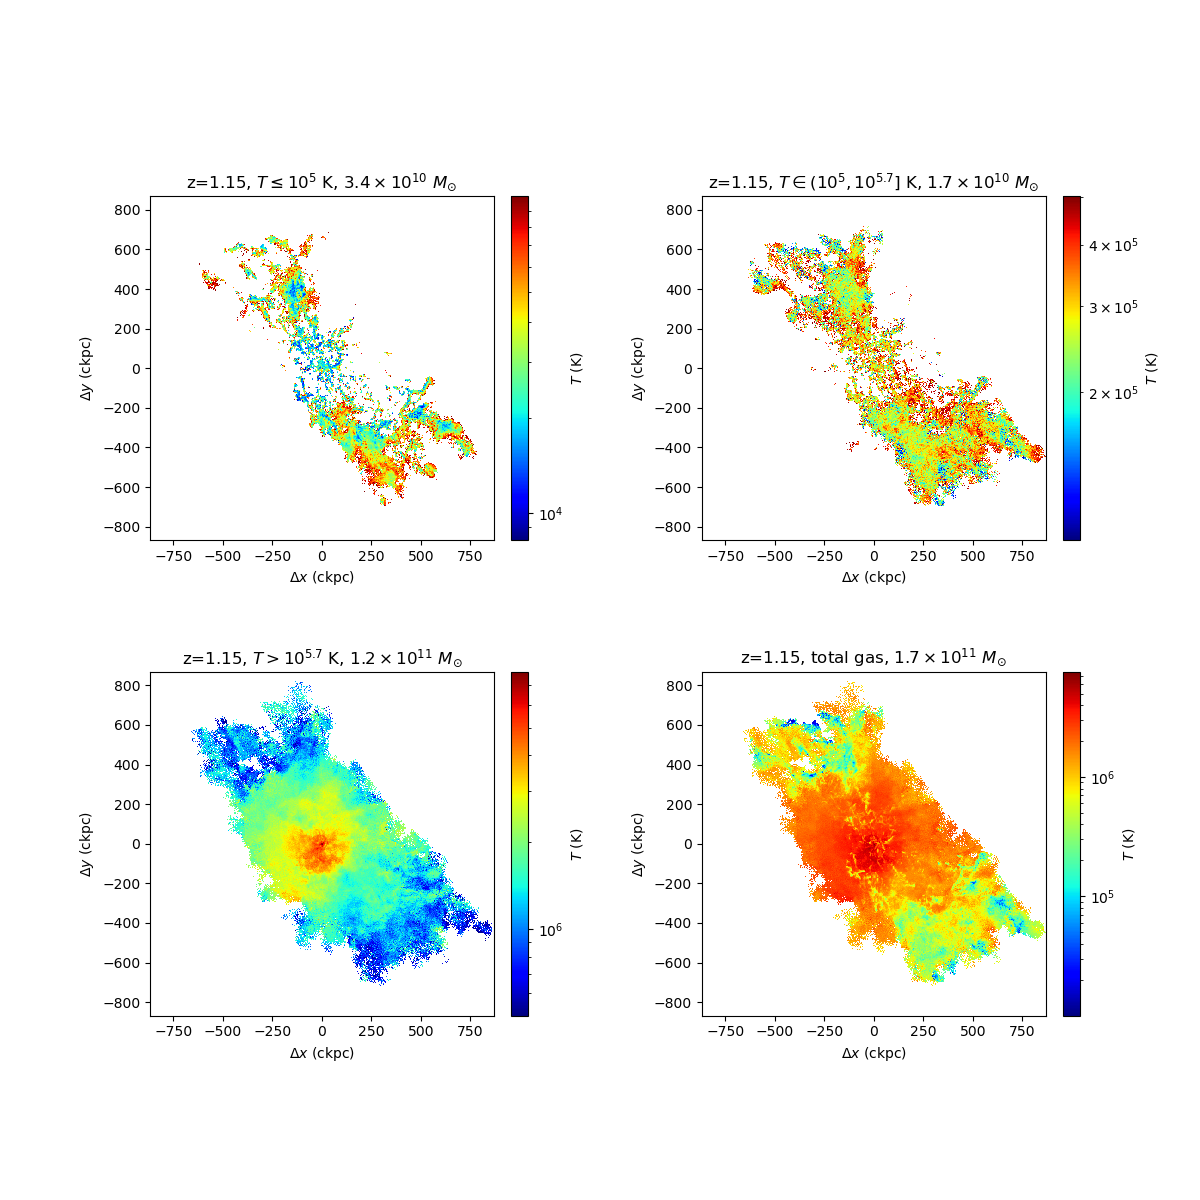 z=1.15, T ≤ 10^5 K, 3.4 × 10^10 M_⊙
800
600
400
200
0
−200
−400
−600
−800
Δy (ckpc)
−750 −500 −250 0 250 500 750
Δx (ckpc)
10^4
T (K)
z=1.15, T ∈ (10^5, 10^5.7] K, 1.7 × 10^10 M_⊙
800
600
400
200
0
−200
−400
−600
−800
Δy (ckpc)
−750 −500 −250 0 250 500 750
Δx (ckpc)
4 × 10^5
3 × 10^5
2 × 10^5
T (K)
z=1.15, T > 10^5.7 K, 1.2 × 10^11 M_⊙
800
600
400
200
0
−200
−400
−600
−800
Δy (ckpc)
−750 −500 −250 0 250 500 750
Δx (ckpc)
10^6
T (K)
z=1.15, total gas, 1.7 × 10^11 M_⊙
800
600
400
200
0
−200
−400
−600
−800
Δy (ckpc)
−750 −500 −250 0 250 500 750
Δx (ckpc)
10^6
10^5
T (K)